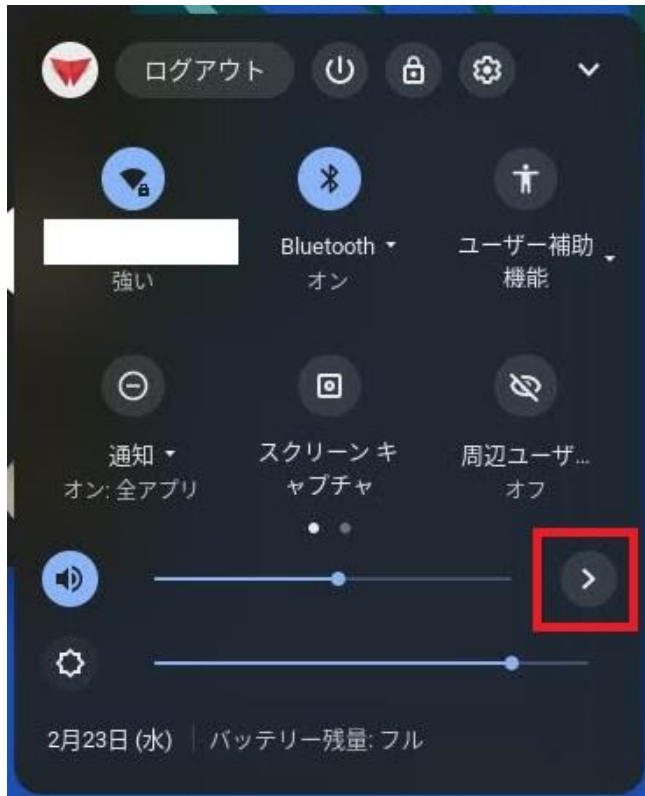 ログアウト
Bluetooth
ユーザー補助
機能
強い
オン
通知
オン: 全アプリ
スクリーン キ
ャプチャ
周辺ユーザ...
オフ
2月23日 (水)
バッテリー残量: フル